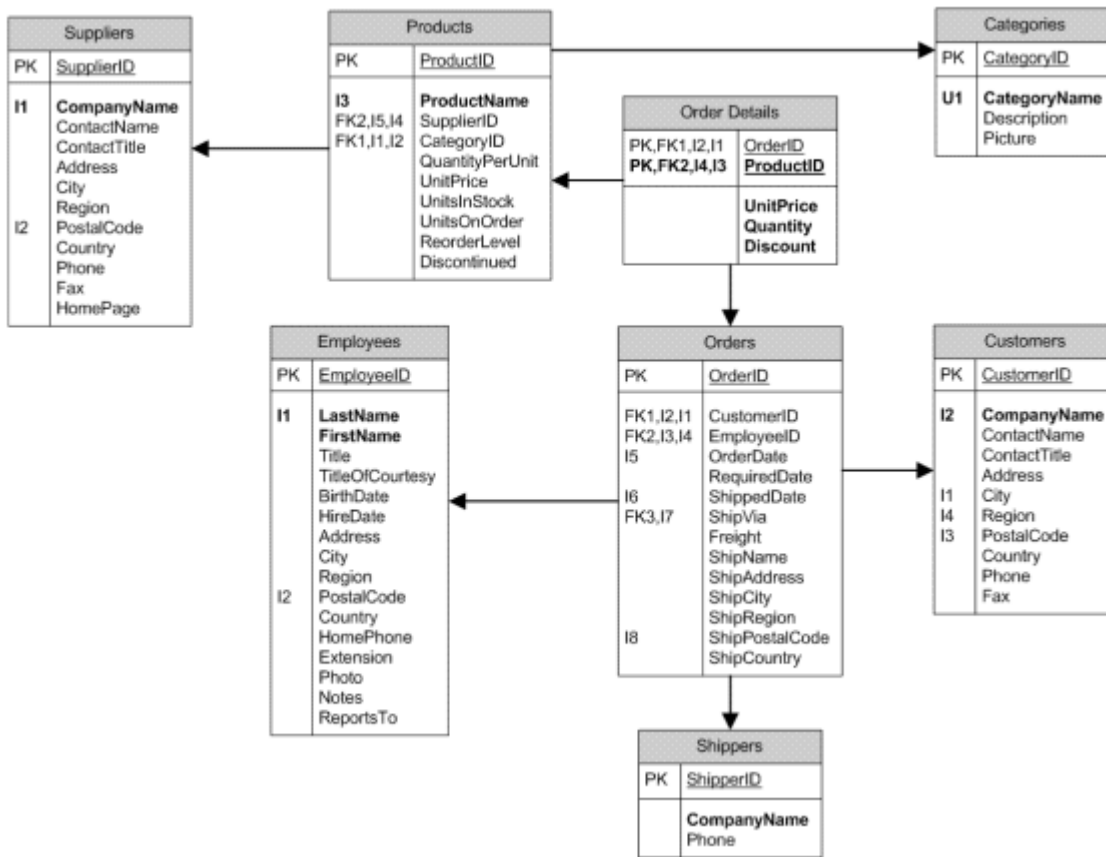 Suppliers
PK SupplierID
I1 CompanyName
ContactName
ContactTitle
Address
City
Region
I2 PostalCode
Country
Phone
Fax
HomePage
Products
PK ProductID
I3 ProductName
FK2,I5,I4 SupplierID
FK1,I1,I2 CategoryID
QuantityPerUnit
UnitPrice
UnitsInStock
UnitsOnOrder
ReorderLevel
Discontinued
Categories
PK CategoryID
U1 CategoryName
Description
Picture
Order Details
PK,FK1,I2,I1 OrderID
PK,FK2,I4,I3 ProductID
UnitPrice
Quantity
Discount
Employees
PK EmployeeID
I1 LastName
FirstName
Title
TitleOfCourtesy
BirthDate
HireDate
Address
City
Region
I2 PostalCode
Country
HomePhone
Extension
Photo
Notes
ReportsTo
Orders
PK OrderID
FK1,I2,I1 CustomerID
FK2,I3,I4 EmployeeID
I5 OrderDate
RequiredDate
I6 ShippedDate
FK3,I7 ShipVia
Freight
ShipName
ShipAddress
ShipCity
ShipRegion
I8 ShipPostalCode
ShipCountry
Customers
PK CustomerID
I2 CompanyName
ContactName
ContactTitle
Address
I1 City
I4 Region
I3 PostalCode
Country
Phone
Fax
Shippers
PK ShipperID
CompanyName
Phone